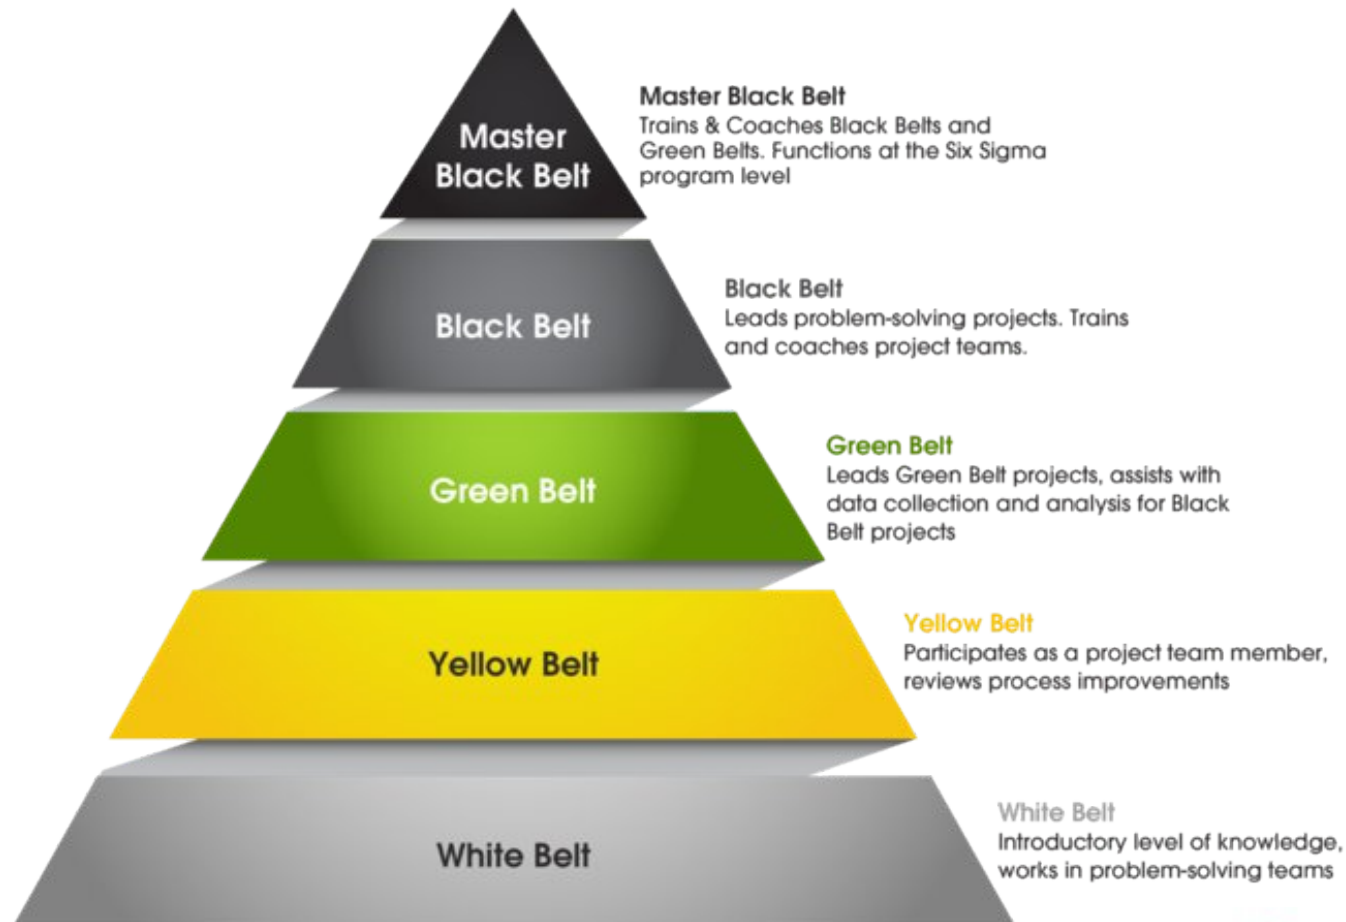 Master
Black Belt
Master Black Belt
Trains & Coaches Black Belts and
Green Belts. Functions at the Six Sigma
program level
Black Belt
Black Belt
Leads problem-solving projects. Trains
and coaches project teams.
Green Belt
Green Belt
Leads Green Belt projects, assists with
data collection and analysis for Black
Belt projects
Yellow Belt
Yellow Belt
Participates as a project team member,
reviews process improvements
White Belt
White Belt
Introductory level of knowledge,
works in problem-solving teams